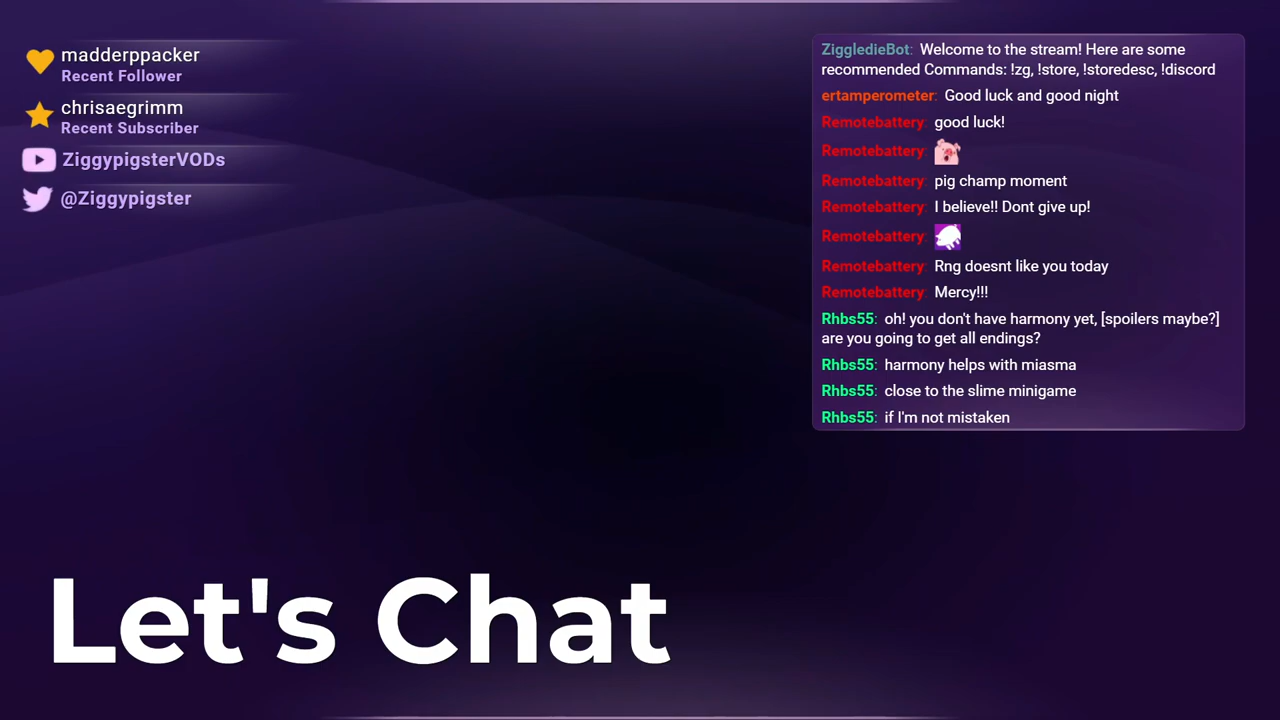 madderppacker
Recent Follower
chrisaegrimm
Recent Subscriber
ZiggypigsterVODs
@Ziggypigster
ZiggledieBot: Welcome to the stream! Here are some
recommended Commands: !zg, !store, !storedesc, !discord
ertamperometer: Good luck and good night
Remotebattery: good luck!
Remotebattery:
Remotebattery: pig champ moment
Remotebattery: I believe!! Dont give up!
Remotebattery:
Remotebattery: Rng doesnt like you today
Remotebattery: Mercy!!!
Rhbs55: oh! you don't have harmony yet, [spoilers maybe?]
are you going to get all endings?
Rhbs55: harmony helps with miasma
Rhbs55: close to the slime minigame
Rhbs55: if I'm not mistaken
Let's Chat